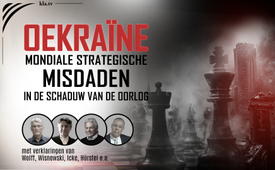 kla.tv
OEKRAÏNE
MONDIALE STRATEGISCHE
MISDADEN
IN DE SCHADUW VAN DE OORLOG
met verklaringen van
Wolff, Wisnewski, Icke, Hörstel e.a